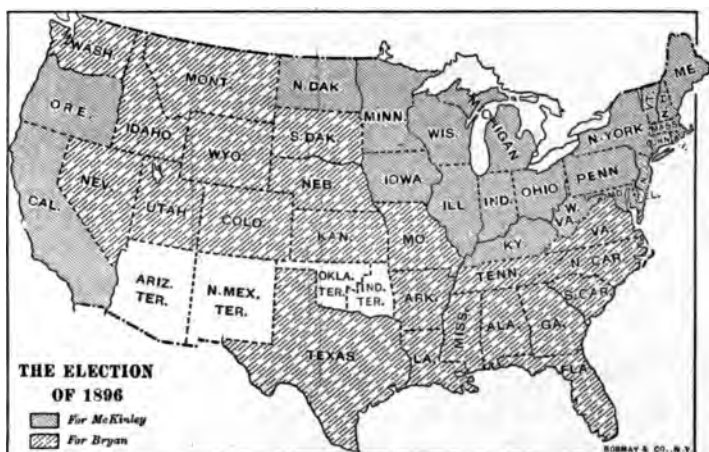 WASH.
MONT.
N. DAK.
MINN.
ORE.
IDAHO
WYO.
S. DAK.
WIS.
MICHIGAN
N. YORK
ME.
MASS.
NEV.
UTAH
COLO.
NEB.
IOWA
ILL
IND.
OHIO
PENN.
CAL.
KAN.
MO.
KY
W. VA.
VA.
ARIZ. TER.
N. MEX. TER.
OKLA. TER.
IND. TER.
ARK.
TENN.
N. CAR.
S. CAR.
TEXAS
LA.
MISS.
ALA.
GA.
FLA.
THE ELECTION
OF 1896
For McKinley
For Bryan
BORMAY & CO., N.Y.